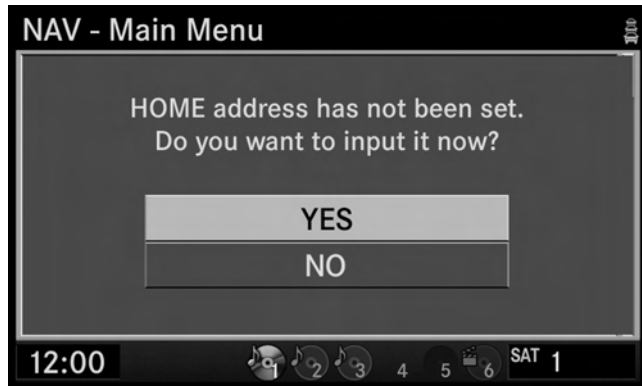 NAV - Main Menu
HOME address has not been set.
Do you want to input it now?
YES
NO
12:00
1 2 3 4 5 6
SAT 1